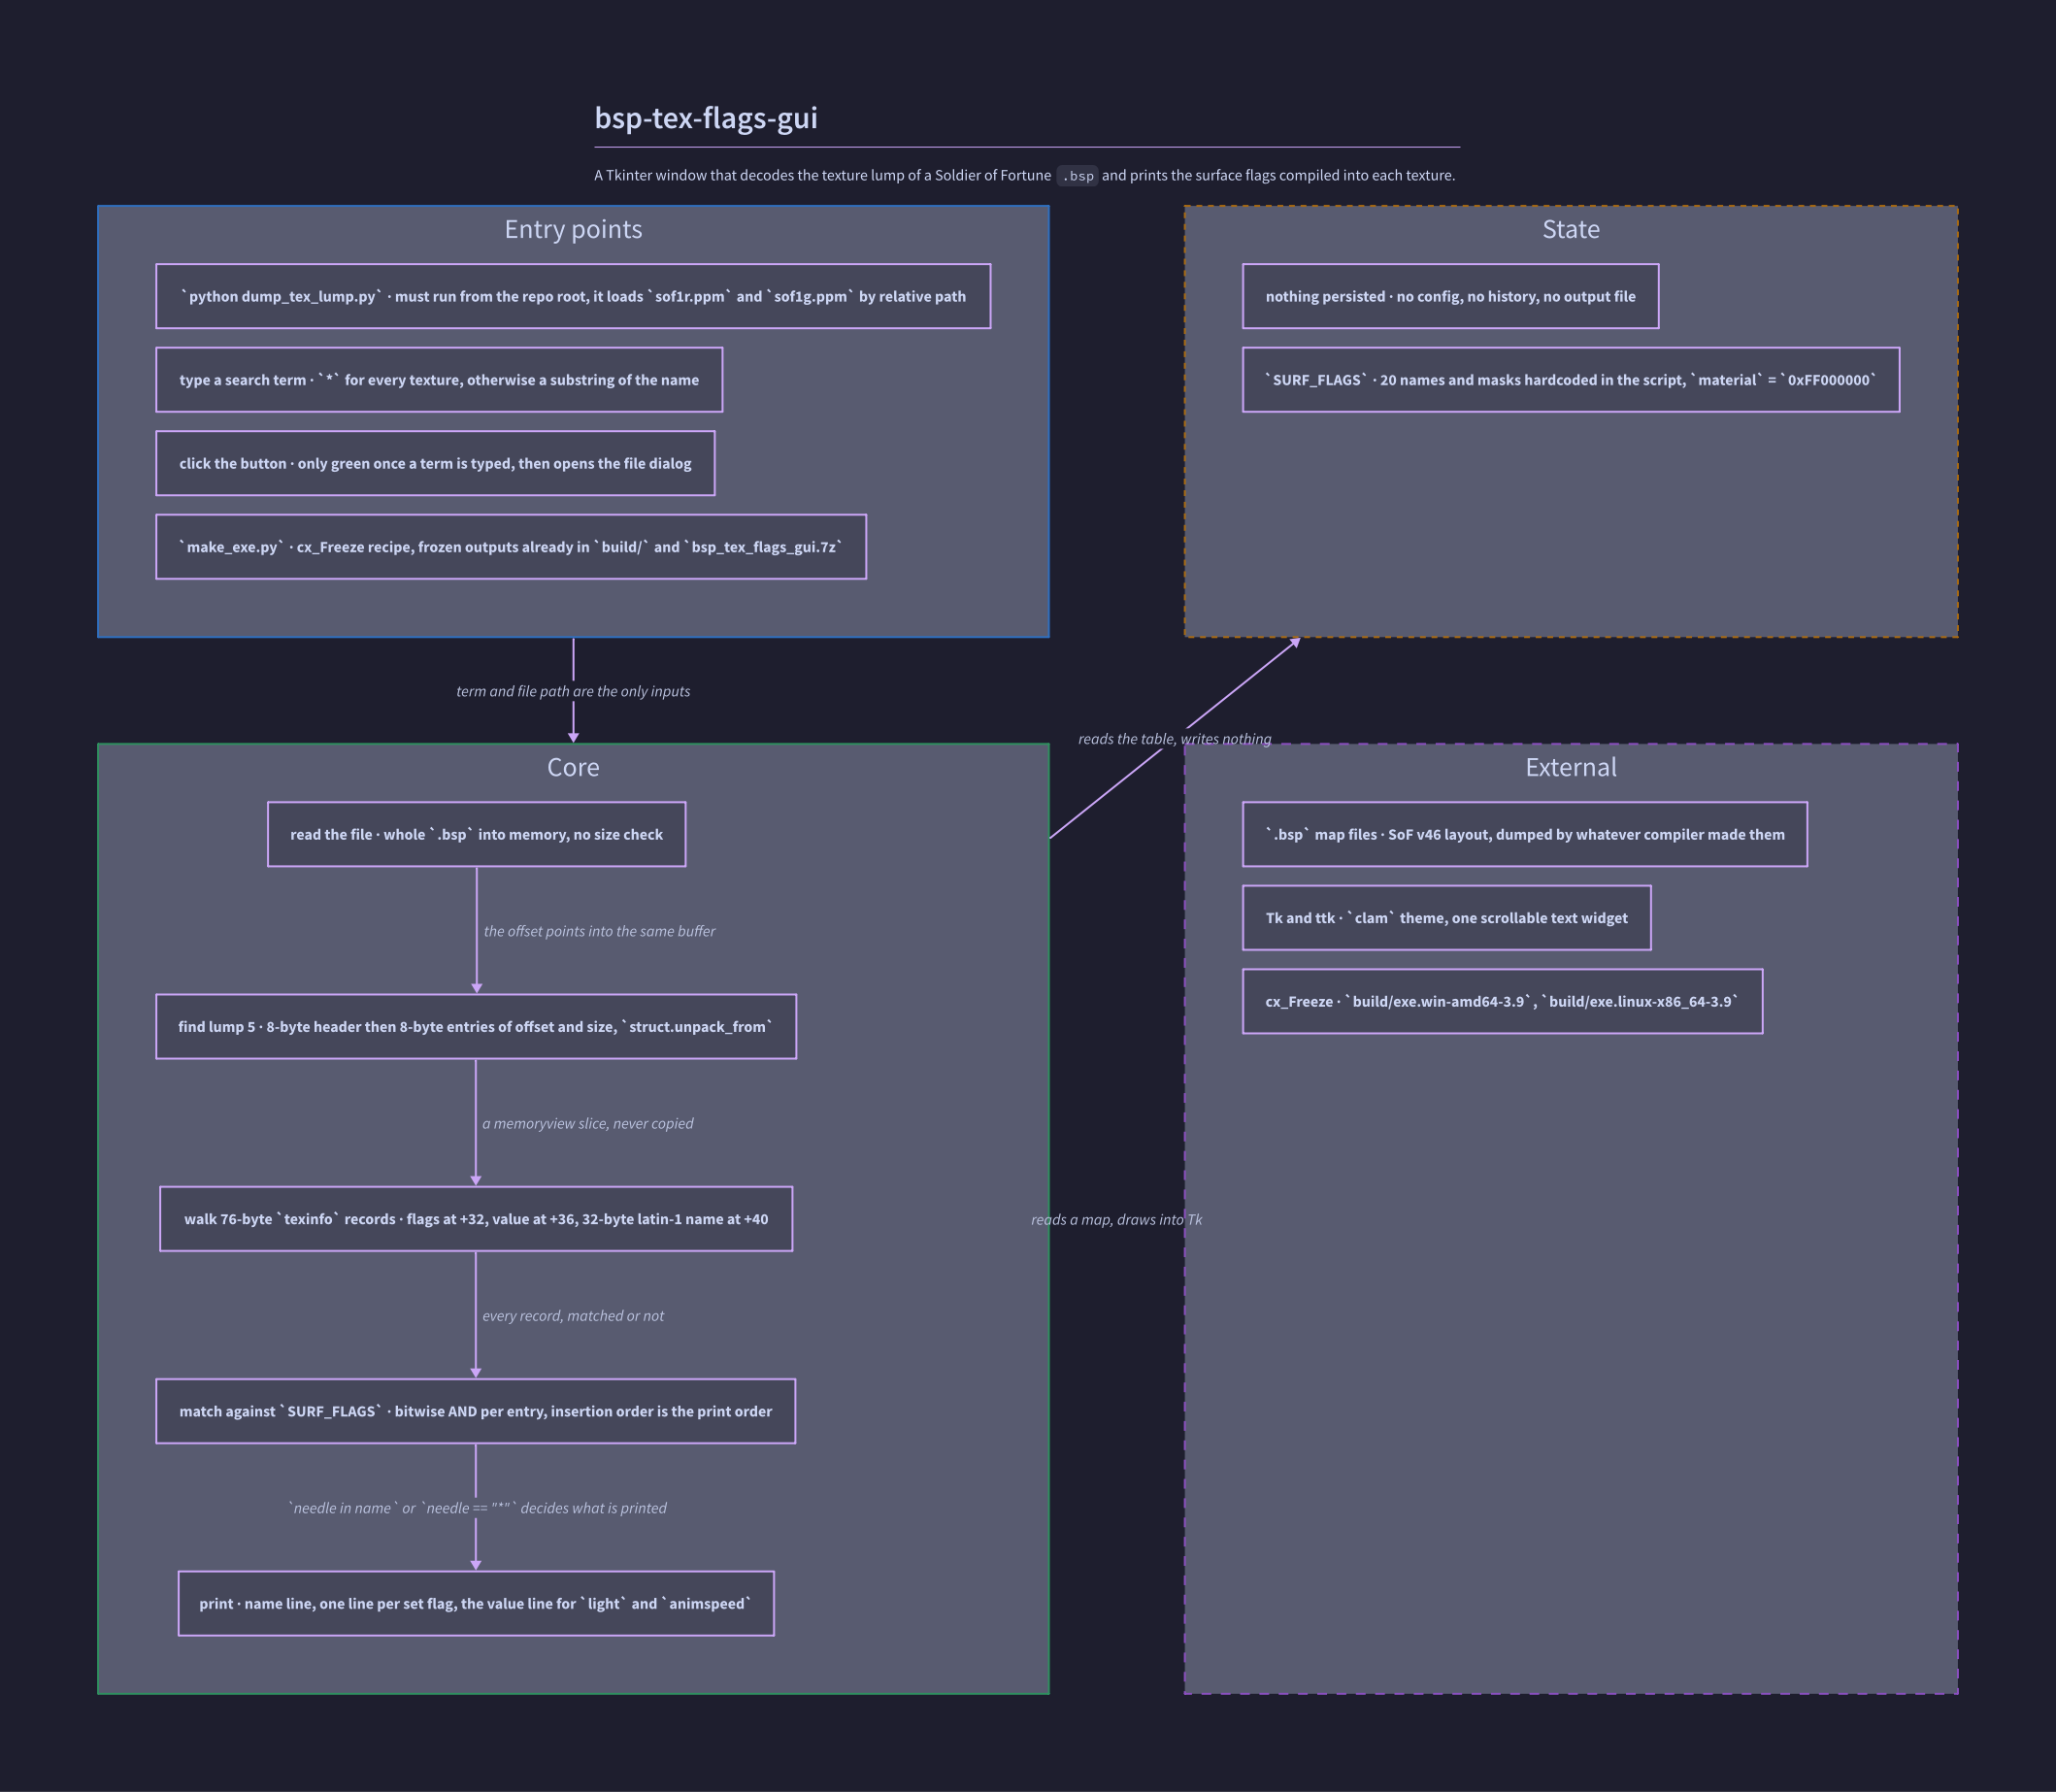 bsp-tex-flags-gui
A Tkinter window that decodes the texture lump of a Soldier of Fortune .bsp and prints the surface flags compiled into each texture.
Entry points
`python dump_tex_lump.py` · must run from the repo root, it loads `sof1r.ppm` and `sof1g.ppm` by relative path
type a search term · `*` for every texture, otherwise a substring of the name
click the button · only green once a term is typed, then opens the file dialog
`make_exe.py` · cx_Freeze recipe, frozen outputs already in `build/` and `bsp_tex_flags_gui.7z`
State
nothing persisted · no config, no history, no output file
`SURF_FLAGS` · 20 names and masks hardcoded in the script, `material` = `0xFF000000`
term and file path are the only inputs
reads the table, writes nothing
Core
read the file · whole `.bsp` into memory, no size check
the offset points into the same buffer
find lump 5 · 8-byte header then 8-byte entries of offset and size, `struct.unpack_from`
a memoryview slice, never copied
walk 76-byte `texinfo` records · flags at +32, value at +36, 32-byte latin-1 name at +40
every record, matched or not
match against `SURF_FLAGS` · bitwise AND per entry, insertion order is the print order
`needle in name` or `needle == "*"` decides what is printed
print · name line, one line per set flag, the value line for `light` and `animspeed`
reads a map, draws into Tk
External
`.bsp` map files · SoF v46 layout, dumped by whatever compiler made them
Tk and ttk · `clam` theme, one scrollable text widget
cx_Freeze · `build/exe.win-amd64-3.9`, `build/exe.linux-x86_64-3.9`